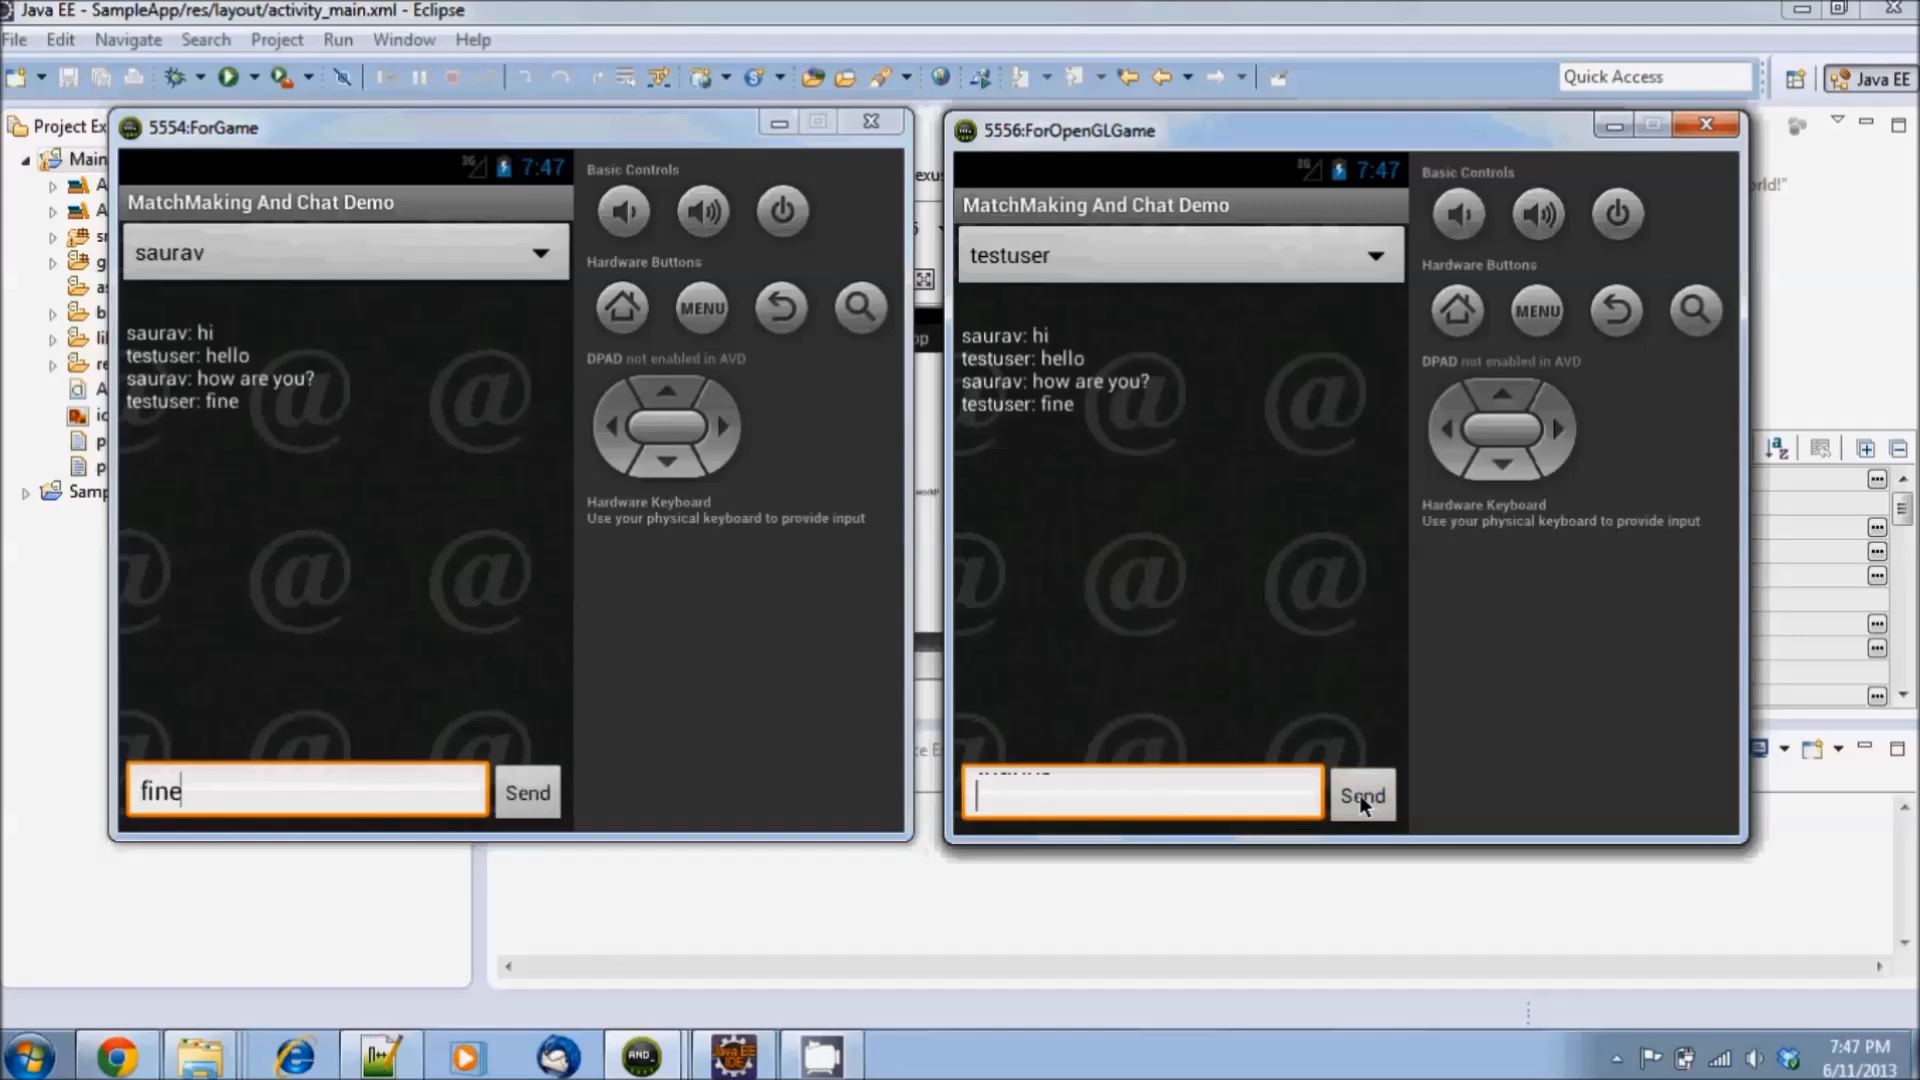 Java EE - SampleApp/res/layout/activity_main.xml - Eclipse
File Edit Navigate Search Project Run Window Help
Quick Access
Java EE
Project Ex
Main
Samp
5554:ForGame
3G 7:47
MatchMaking And Chat Demo
saurav
saurav: hi
testuser: hello
saurav: how are you?
testuser: fine
fine
Send
Basic Controls
Hardware Buttons
MENU
DPAD not enabled in AVD
Hardware Keyboard
Use your physical keyboard to provide input
5556:ForOpenGLGame
3G 7:47
MatchMaking And Chat Demo
testuser
saurav: hi
testuser: hello
saurav: how are you?
testuser: fine
Send
Basic Controls
Hardware Buttons
MENU
DPAD not enabled in AVD
Hardware Keyboard
Use your physical keyboard to provide input
7:47 PM
6/11/2013